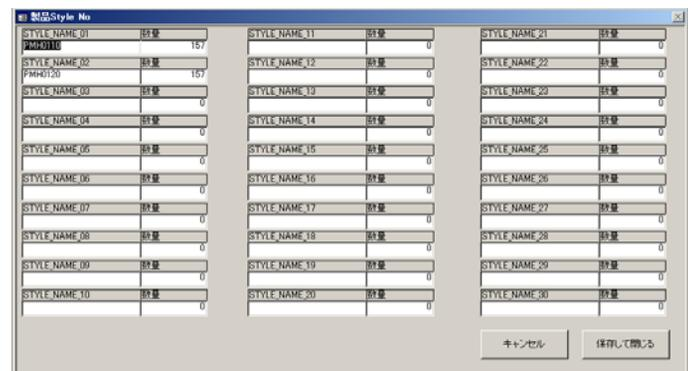 製品Style No
STYLE_NAME_01 数量 STYLE_NAME_11 数量 STYLE_NAME_21 数量
PMH0110 157 0 0
STYLE_NAME_02 数量 STYLE_NAME_12 数量 STYLE_NAME_22 数量
PMH0120 157 0 0
STYLE_NAME_03 数量 STYLE_NAME_13 数量 STYLE_NAME_23 数量
0 0 0
STYLE_NAME_04 数量 STYLE_NAME_14 数量 STYLE_NAME_24 数量
0 0 0
STYLE_NAME_05 数量 STYLE_NAME_15 数量 STYLE_NAME_25 数量
0 0 0
STYLE_NAME_06 数量 STYLE_NAME_16 数量 STYLE_NAME_26 数量
0 0 0
STYLE_NAME_07 数量 STYLE_NAME_17 数量 STYLE_NAME_27 数量
0 0 0
STYLE_NAME_08 数量 STYLE_NAME_18 数量 STYLE_NAME_28 数量
0 0 0
STYLE_NAME_09 数量 STYLE_NAME_19 数量 STYLE_NAME_29 数量
0 0 0
STYLE_NAME_10 数量 STYLE_NAME_20 数量 STYLE_NAME_30 数量
0 0 0
キャンセル 保存して閉じる